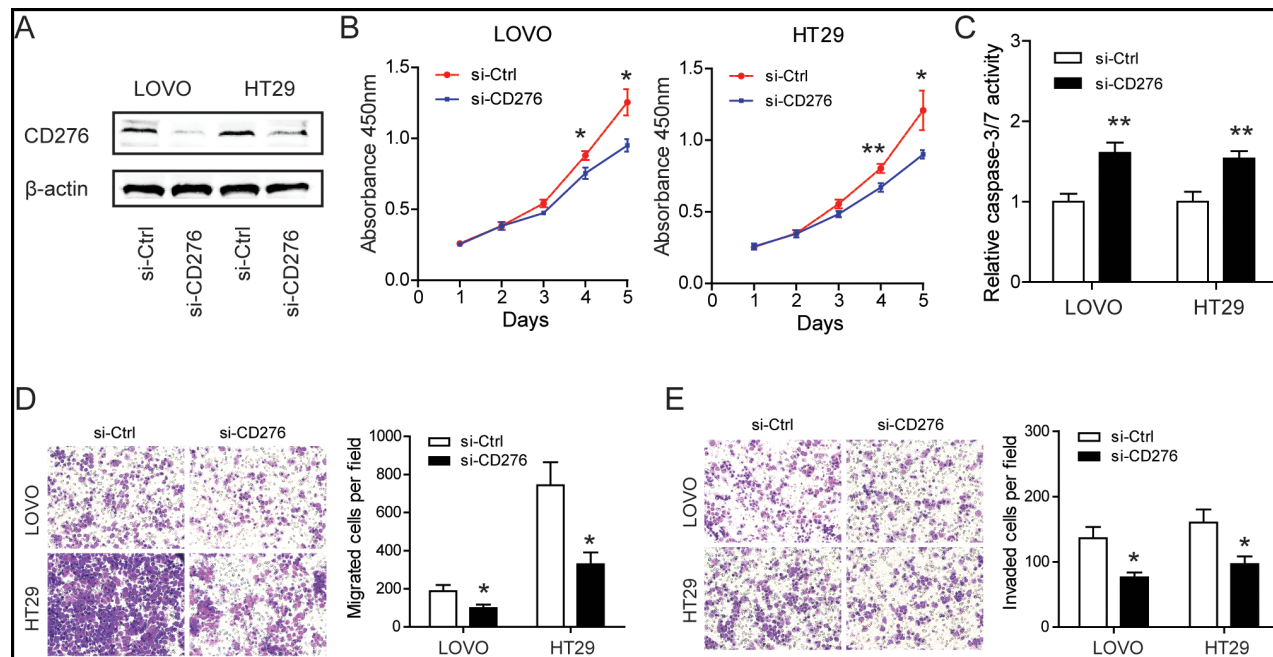 A
LOVO HT29
CD276
β-actin
si-Ctrl
si-CD276
si-Ctrl
si-CD276
B
LOVO
Absorbance 450nm
1.5
1.0
0.5
0.0
si-Ctrl
si-CD276
*
*
0 1 2 3 4 5
Days
HT29
Absorbance 450nm
1.5
1.0
0.5
0.0
si-Ctrl
si-CD276
**
*
0 1 2 3 4 5
Days
C
Relative caspase-3/7 activity
3
2
1
0
si-Ctrl
si-CD276
** **
LOVO HT29
D
si-Ctrl si-CD276
LOVO
HT29
Migrated cells per field
1000
800
600
400
200
0
si-Ctrl
si-CD276
* *
LOVO HT29
E
si-Ctrl si-CD276
LOVO
HT29
Invaded cells per field
300
200
150
100
50
0
si-Ctrl
si-CD276
* *
LOVO HT29